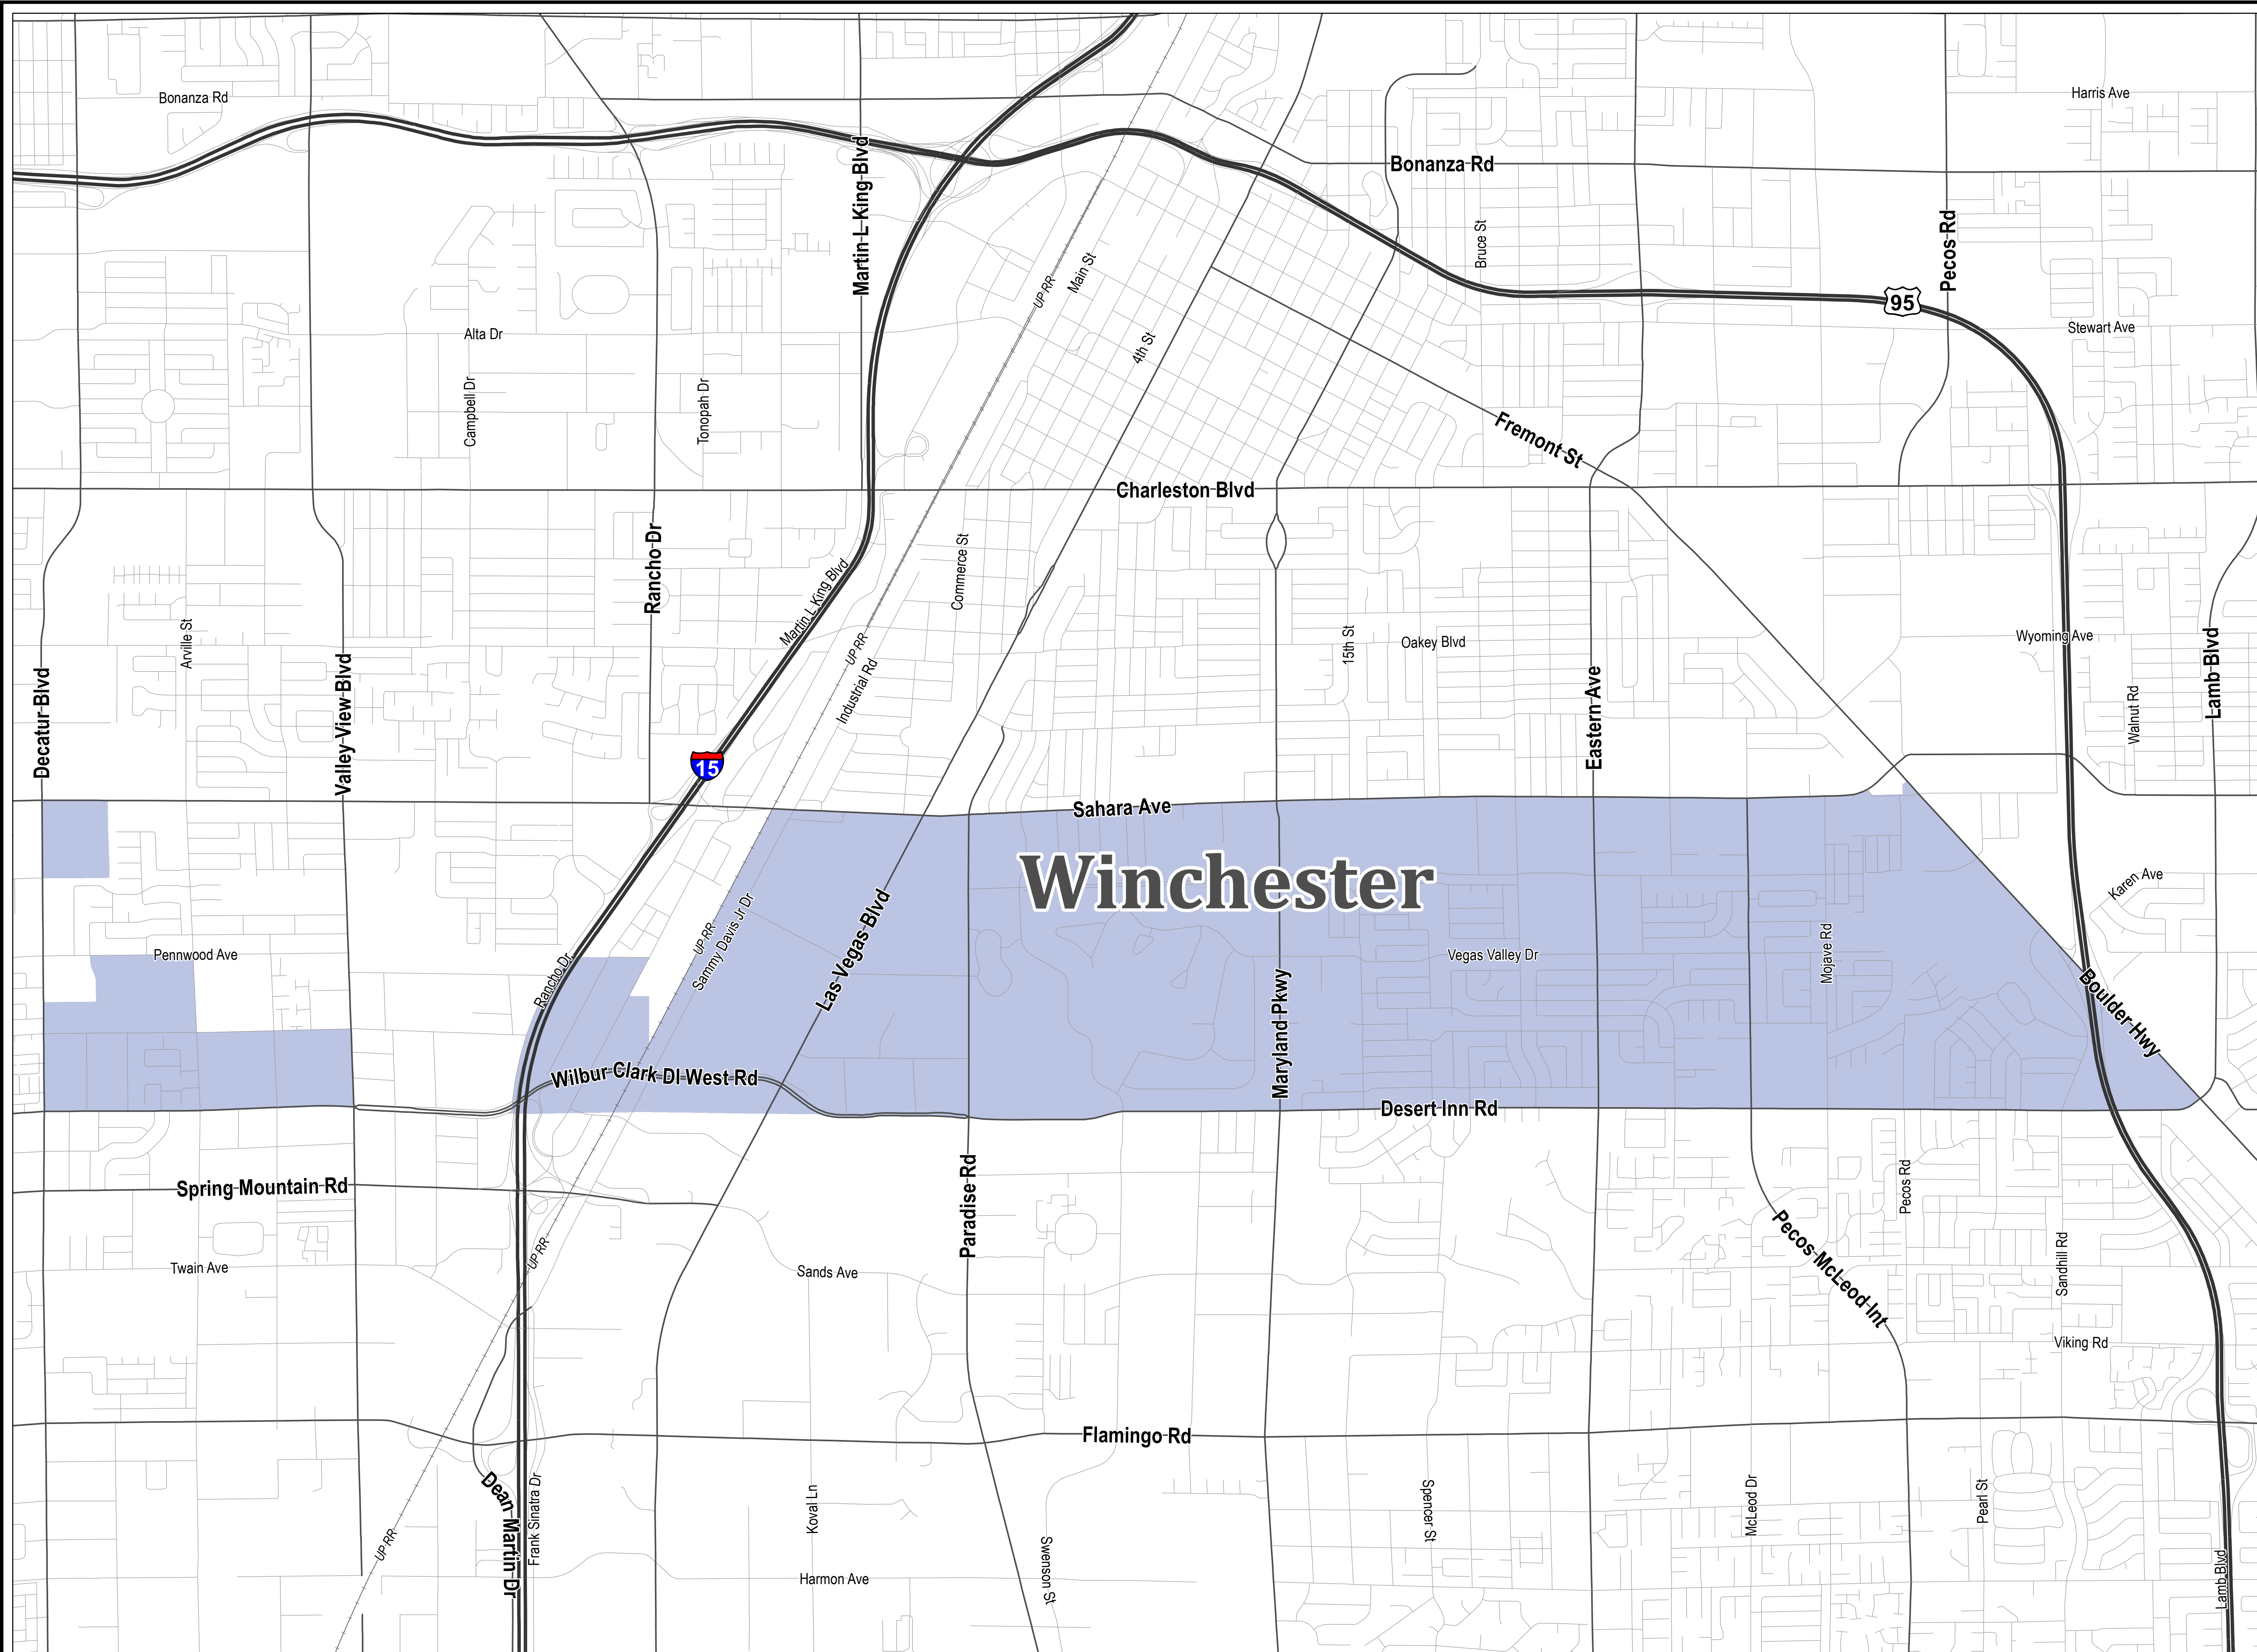 Bonanza Rd
Harris Ave
Martin L King Blvd
Bonanza Rd
Bruce St
Pecos Rd
Main St
UP RR
95
Stewart Ave
Alta Dr
4th St
Campbell Dr
Tonopah Dr
Fremont St
Charleston Blvd
Rancho Dr
Commerce St
Martin L King Blvd
Arville St
UP RR
15th St
Oakey Blvd
Wyoming Ave
Lamb Blvd
Industrial Rd
Decatur Blvd
Valley View Blvd
Eastern Ave
Walnut Rd
15
Sahara Ave
Winchester
Karen Ave
Pennwood Ave
UP RR
Sammy Davis Jr Dr
Las Vegas Blvd
Vegas Valley Dr
Mojave Rd
Rancho Dr
Maryland Pkwy
Boulder Hwy
Wilbur Clark DI West Rd
Desert Inn Rd
Spring Mountain Rd
Paradise Rd
Pecos Rd
Pecos McLeod Int
UP RR
Twain Ave
Sands Ave
Sandhill Rd
Viking Rd
Flamingo Rd
Dean Martin Dr
Frank Sinatra Dr
Koval Ln
Spencer St
McLeod Dr
Pearl St
UP RR
Harmon Ave
Swenson St
Lamb Blvd